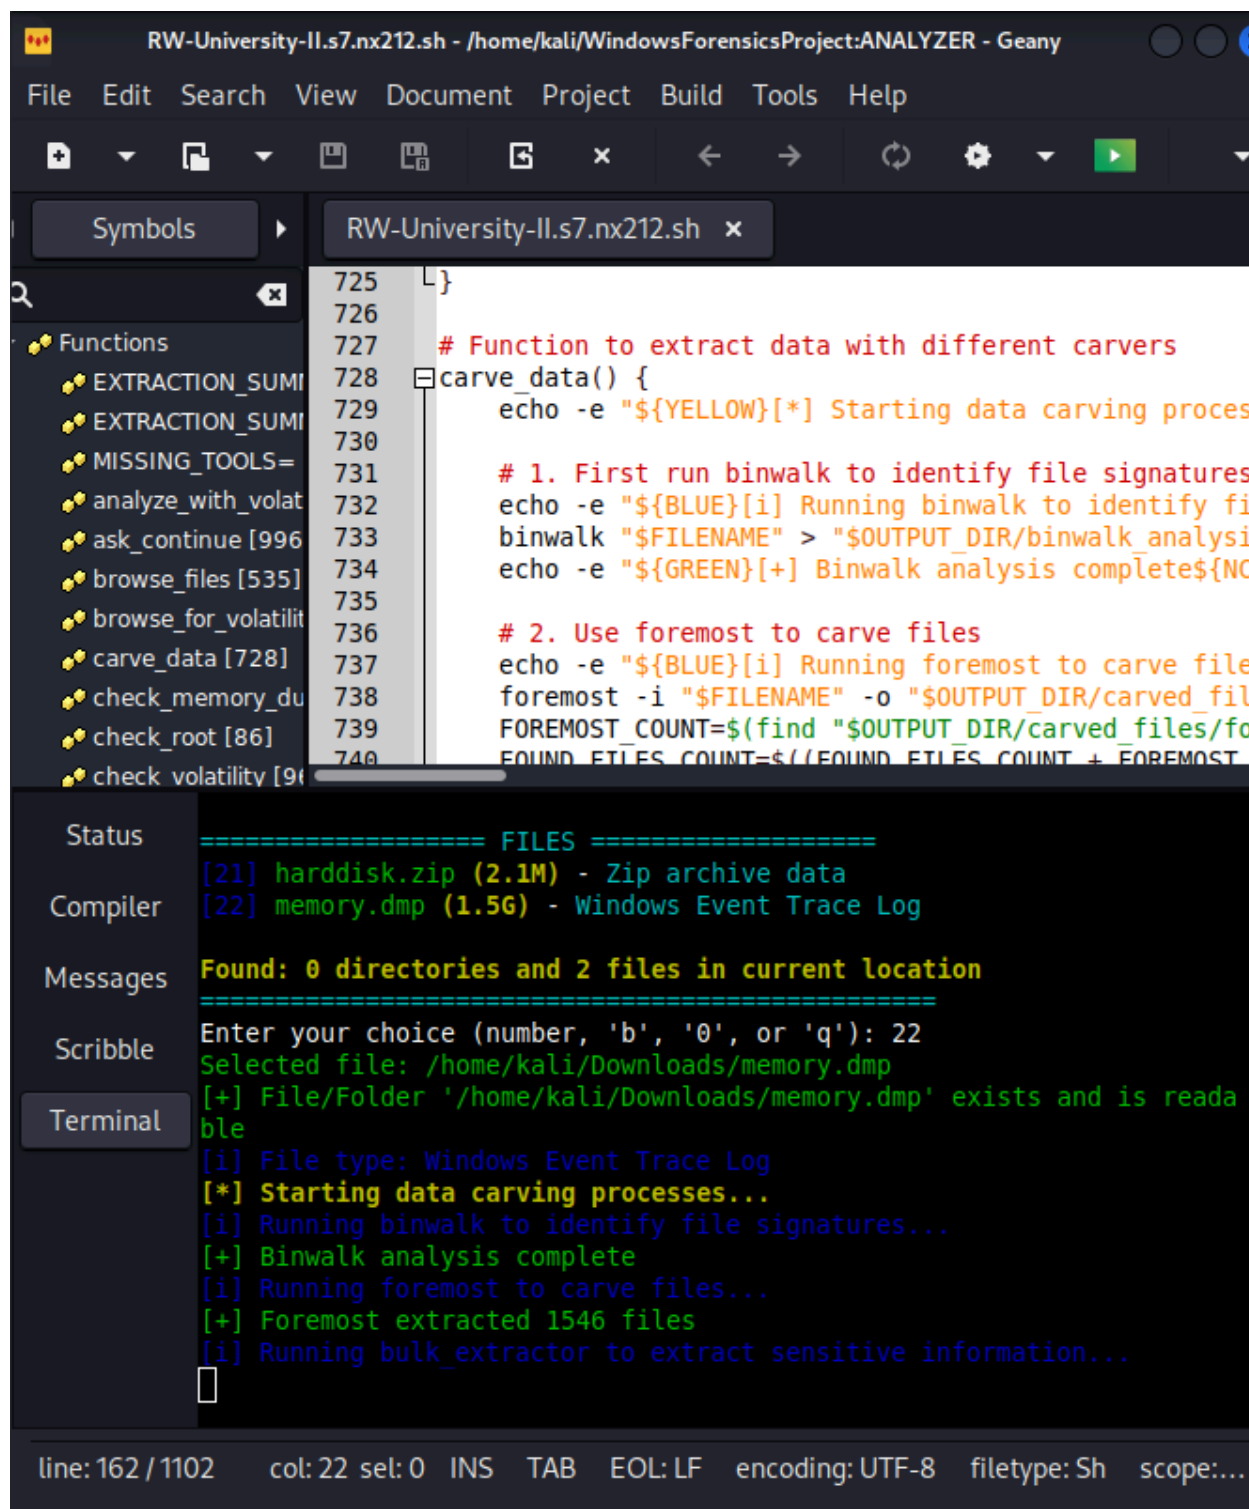 RW-University-II.s7.nx212.sh - /home/kali/WindowsForensicsProject:ANALYZER - Geany
File Edit Search View Document Project Build Tools Help
Symbols
RW-University-II.s7.nx212.sh ×
Functions
EXTRACTION_SUM
EXTRACTION_SUM
MISSING_TOOLS=
analyze_with_volat
ask_continue [996
browse_files [535]
browse_for_volatilit
carve_data [728]
check_memory_du
check_root [86]
check_volatility [96
725 }
726
727 # Function to extract data with different carvers
728 carve_data() {
729 echo -e "${YELLOW}[*] Starting data carving proces
730
731 # 1. First run binwalk to identify file signatures
732 echo -e "${BLUE}[i] Running binwalk to identify fi
733 binwalk "$FILENAME" > "$OUTPUT_DIR/binwalk_analysi
734 echo -e "${GREEN}[+] Binwalk analysis complete${NC
735
736 # 2. Use foremost to carve files
737 echo -e "${BLUE}[i] Running foremost to carve file
738 foremost -i "$FILENAME" -o "$OUTPUT_DIR/carved_fil
739 FOREMOST_COUNT=$(find "$OUTPUT_DIR/carved_files/fo
740 FOUND_FILES_COUNT=$((FOUND_FILES_COUNT + FOREMOST_
Status
Compiler
Messages
Scribble
Terminal
=================== FILES ===================
[21] harddisk.zip (2.1M) - Zip archive data
[22] memory.dmp (1.5G) - Windows Event Trace Log
Found: 0 directories and 2 files in current location
=================================================
Enter your choice (number, 'b', '0', or 'q'): 22
Selected file: /home/kali/Downloads/memory.dmp
[+] File/Folder '/home/kali/Downloads/memory.dmp' exists and is reada
ble
[i] File type: Windows Event Trace Log
[*] Starting data carving processes...
[i] Running binwalk to identify file signatures...
[+] Binwalk analysis complete
[i] Running foremost to carve files...
[+] Foremost extracted 1546 files
[i] Running bulk_extractor to extract sensitive information...
line: 162 / 1102 col: 22 sel: 0 INS TAB EOL: LF encoding: UTF-8 filetype: Sh scope:...